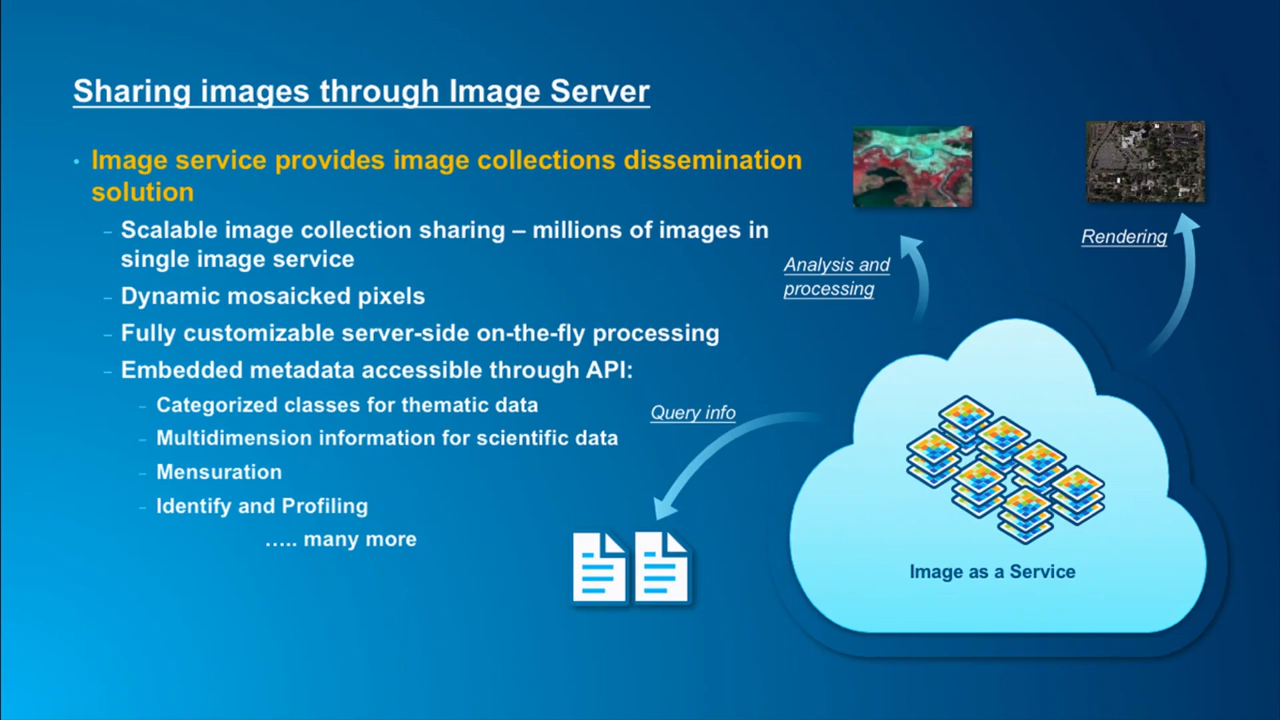 Sharing images through Image Server
• Image service provides image collections dissemination
solution
– Scalable image collection sharing – millions of images in
single image service
– Dynamic mosaicked pixels
– Fully customizable server-side on-the-fly processing
– Embedded metadata accessible through API:
– Categorized classes for thematic data
– Multidimension information for scientific data
– Mensuration
– Identify and Profiling
….. many more
Analysis and
processing
Rendering
Query info
Image as a Service